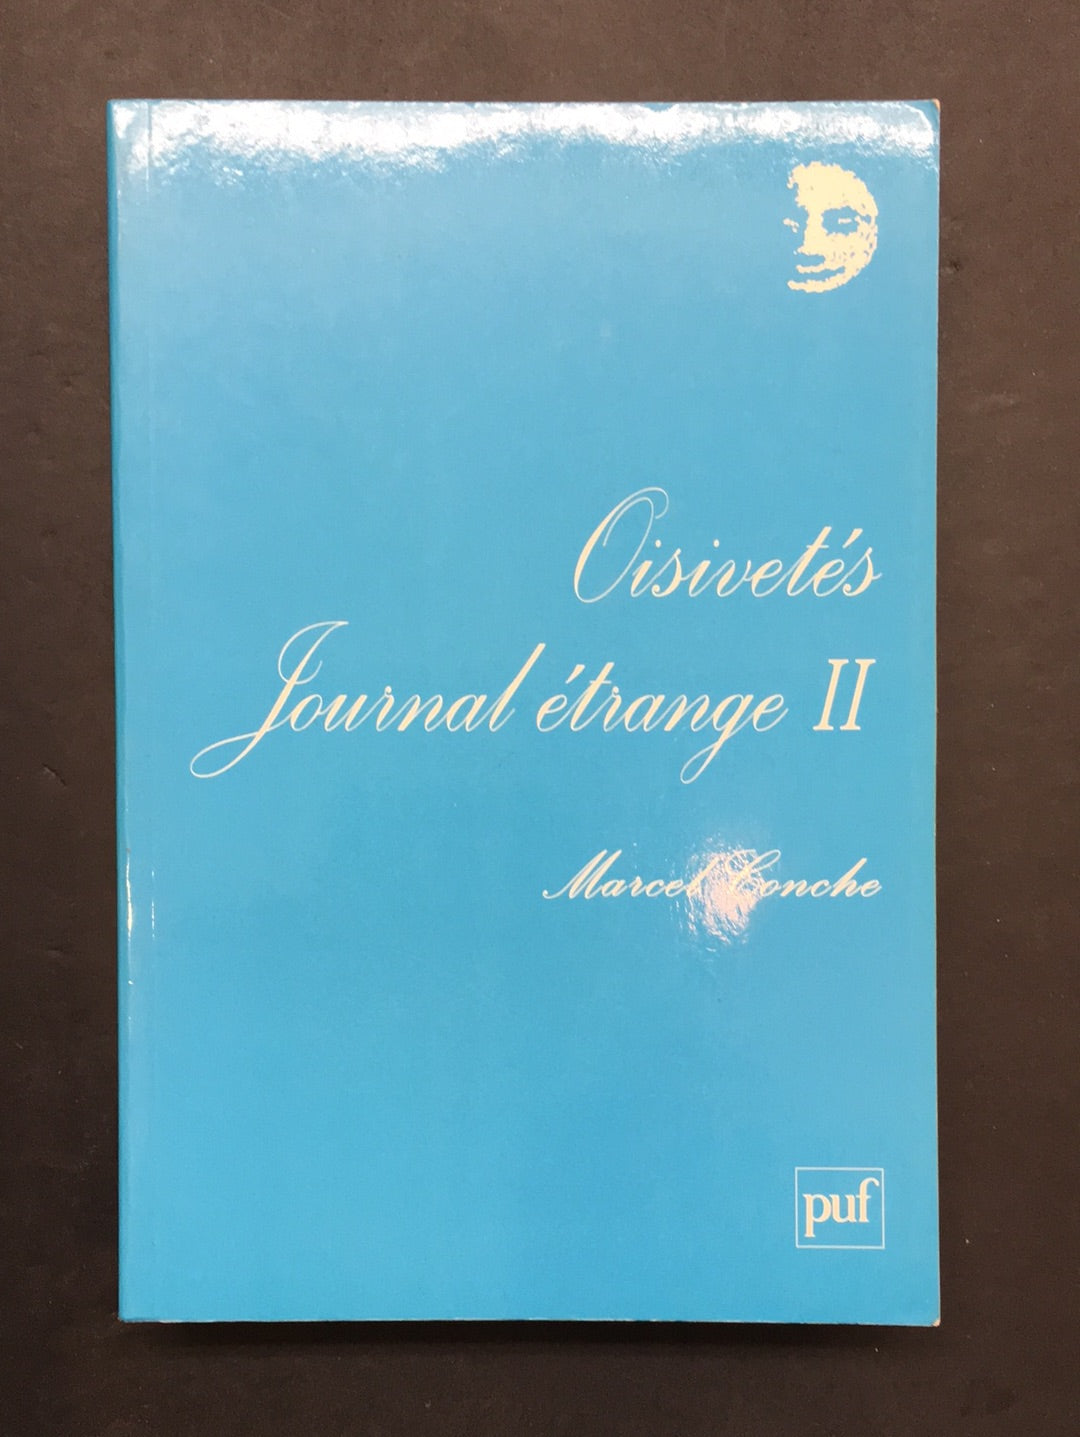 Oisivetés
Journal étrange II
Marcel Conche
puf